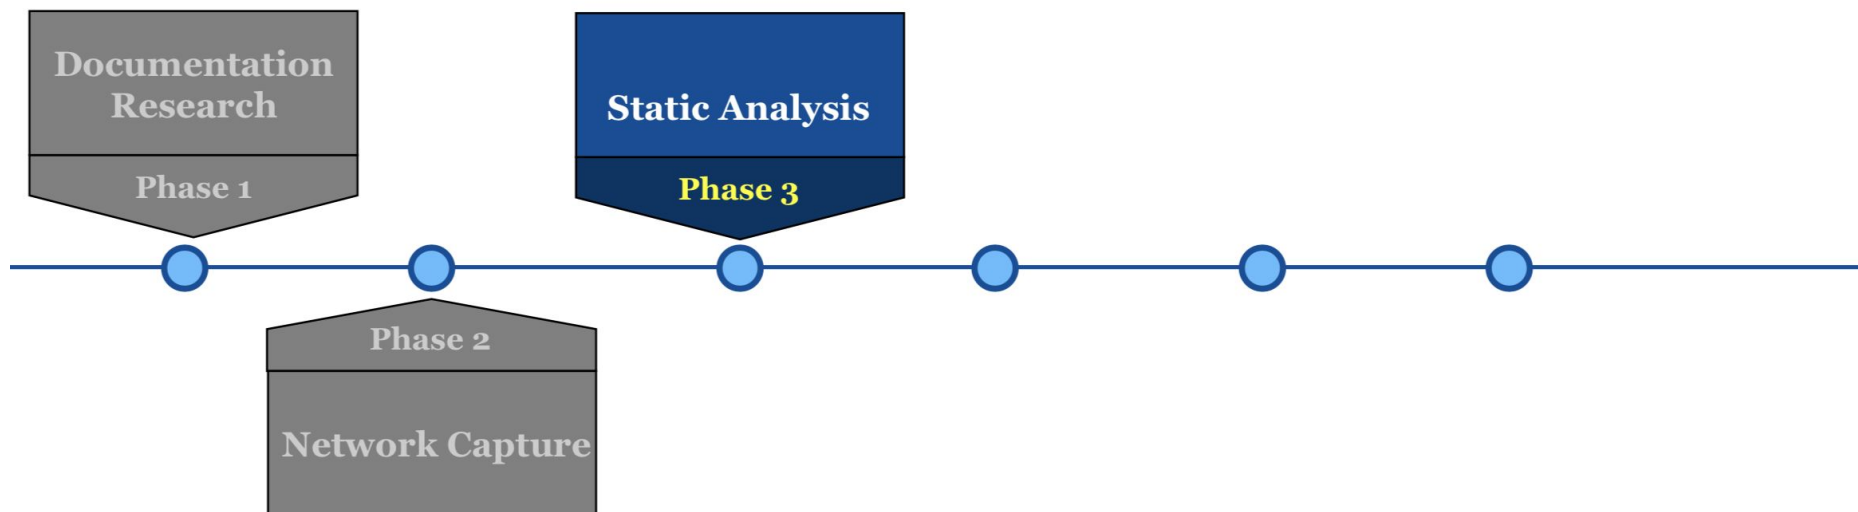 Documentation
Research
Phase 1
Static Analysis
Phase 3
Phase 2
Network Capture